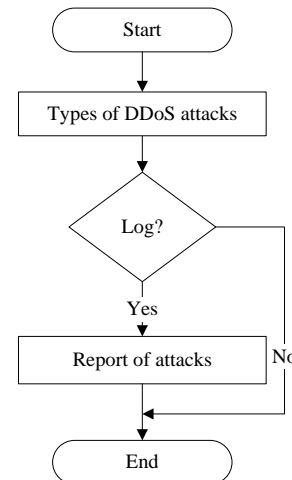 Start
Types of DDoS attacks
Log?
Yes
Report of attacks
No
End